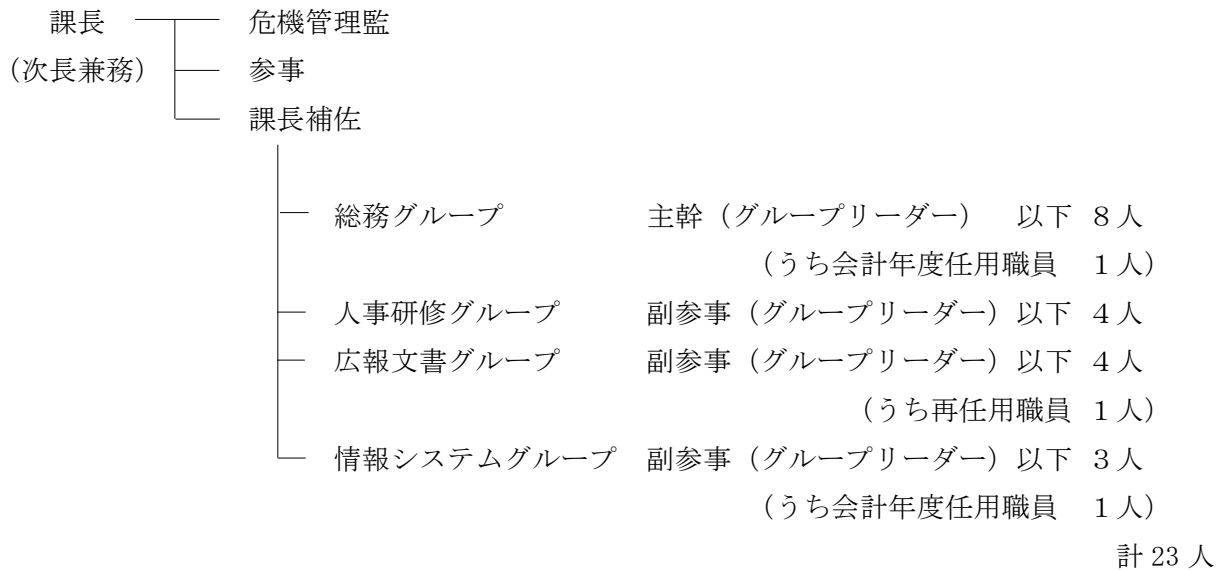 課長 危機管理監
（次長兼務） 参事
課長補佐
総務グループ 主幹（グループリーダー） 以下 ８人
（うち会計年度任用職員 １人）
人事研修グループ 副参事（グループリーダー）以下 ４人
広報文書グループ 副参事（グループリーダー）以下 ４人
（うち再任用職員 １人）
情報システムグループ 副参事（グループリーダー）以下 ３人
（うち会計年度任用職員 １人）
計 23 人